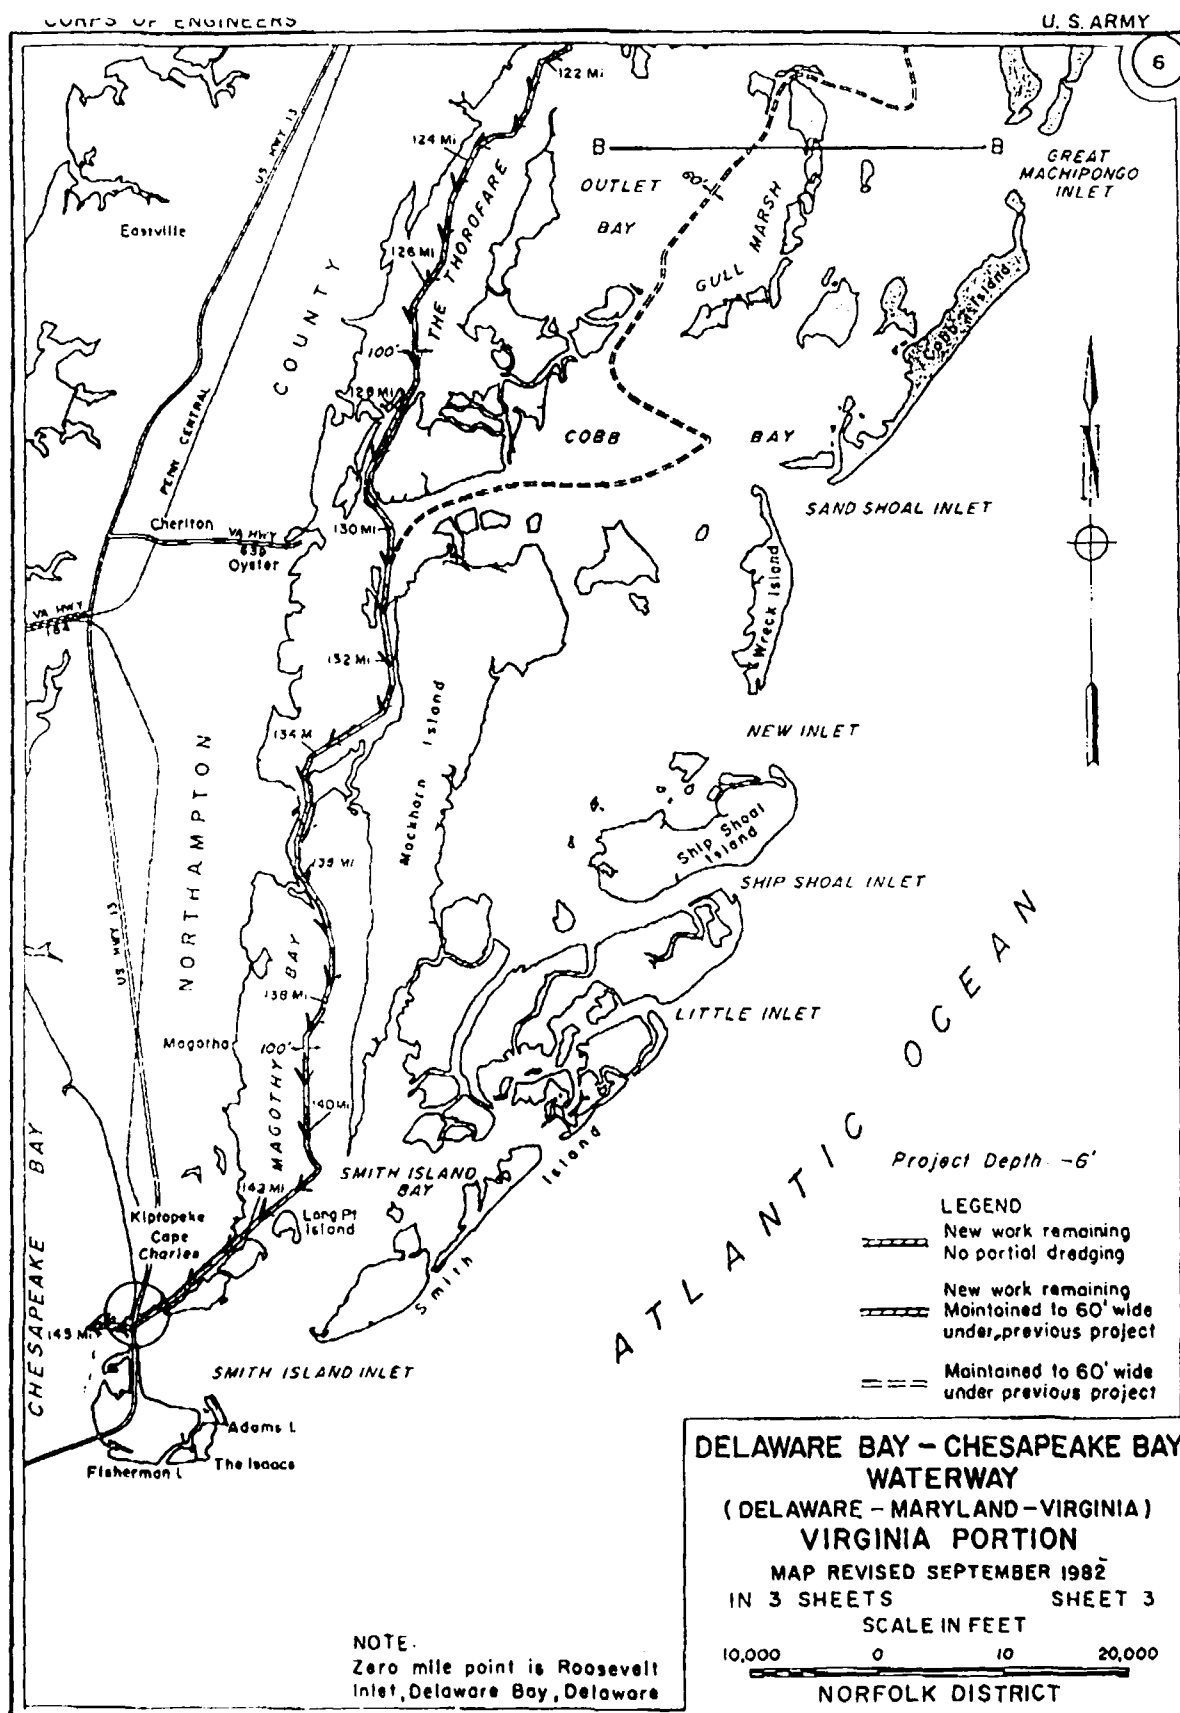 CORPS OF ENGINEERS
U. S. ARMY
6
122 Mi
124 Mi
B
B
GREAT
MACHIPONGO
INLET
US HWY 13
OUTLET
BAY
60'
Eastville
THE THOROFARE
126 Mi
GULL MARSH
COUNTY
Cobb Island
100'
128 Mi
PENN CENTRAL
COBB
BAY
SAND SHOAL INLET
Cheriton
VA HWY
639
Oyster
130 Mi
VA HWY
184
Wreck Island
132 Mi
Mockhorn Island
NEW INLET
134 M
NORTHAMPTON
Ship Shoal
Island
139 Mi
SHIP SHOAL INLET
US HWY 13
MAGOTHY BAY
138 Mi
LITTLE INLET
Magotha
100'
ATLANTIC OCEAN
140 Mi
CHESAPEAKE BAY
SMITH ISLAND
BAY
142 Mi
Smith Island
Long Pt
Island
Kiptopeke
Cape
Charles
145 Mi
SMITH ISLAND INLET
Adams I.
The Isaacs
Fisherman I.
Project Depth -6'
LEGEND
New work remaining
No partial dredging
New work remaining
Maintained to 60' wide
under previous project
Maintained to 60' wide
under previous project
DELAWARE BAY – CHESAPEAKE BAY
WATERWAY
(DELAWARE – MARYLAND – VIRGINIA)
VIRGINIA PORTION
MAP REVISED SEPTEMBER 1982
IN 3 SHEETS SHEET 3
SCALE IN FEET
10,000 0 10 20,000
NORFOLK DISTRICT
NOTE.
Zero mile point is Roosevelt
Inlet, Delaware Bay, Delaware